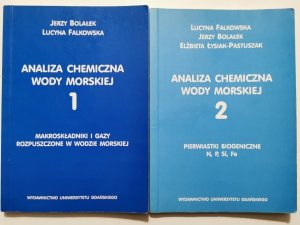 JERZY BOLAŁEK
LUCYNA FALKOWSKA
ANALIZA CHEMICZNA
WODY MORSKIEJ
1
MAKROSKŁADNIKI I GAZY
ROZPUSZCZONE W WODZIE MORSKIEJ
WYDAWNICTWO UNIWERSYTETU GDAŃSKIEGO
LUCYNA FALKOWSKA
JERZY BOLAŁEK
ELŻBIETA ŁYSIAK-PASTUSZAK
ANALIZA CHEMICZNA
WODY MORSKIEJ
2
PIERWIASTKI BIOGENICZNE
N, P, Si, Fe
WYDAWNICTWO UNIWERSYTETU GDAŃSKIEGO